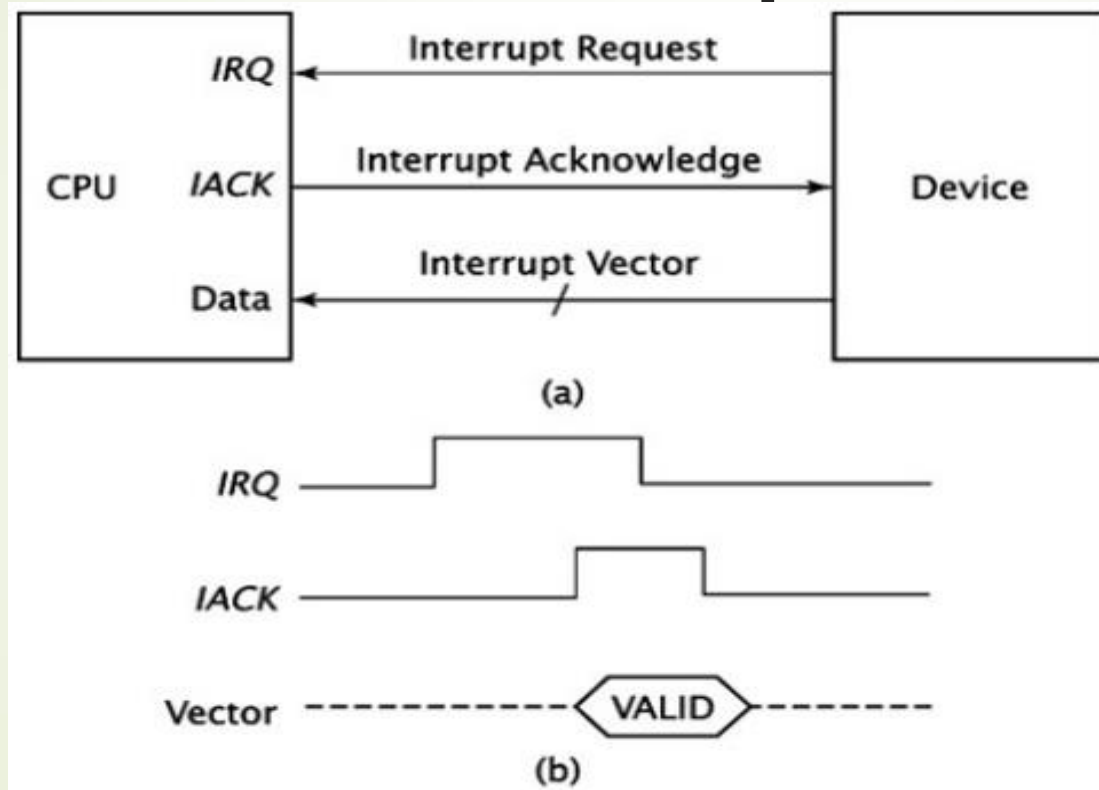 Interrupt Request
IRQ
Interrupt Acknowledge
CPU
IACK
Device
Interrupt Vector
Data
(a)
IRQ
IACK
Vector
VALID
(b)